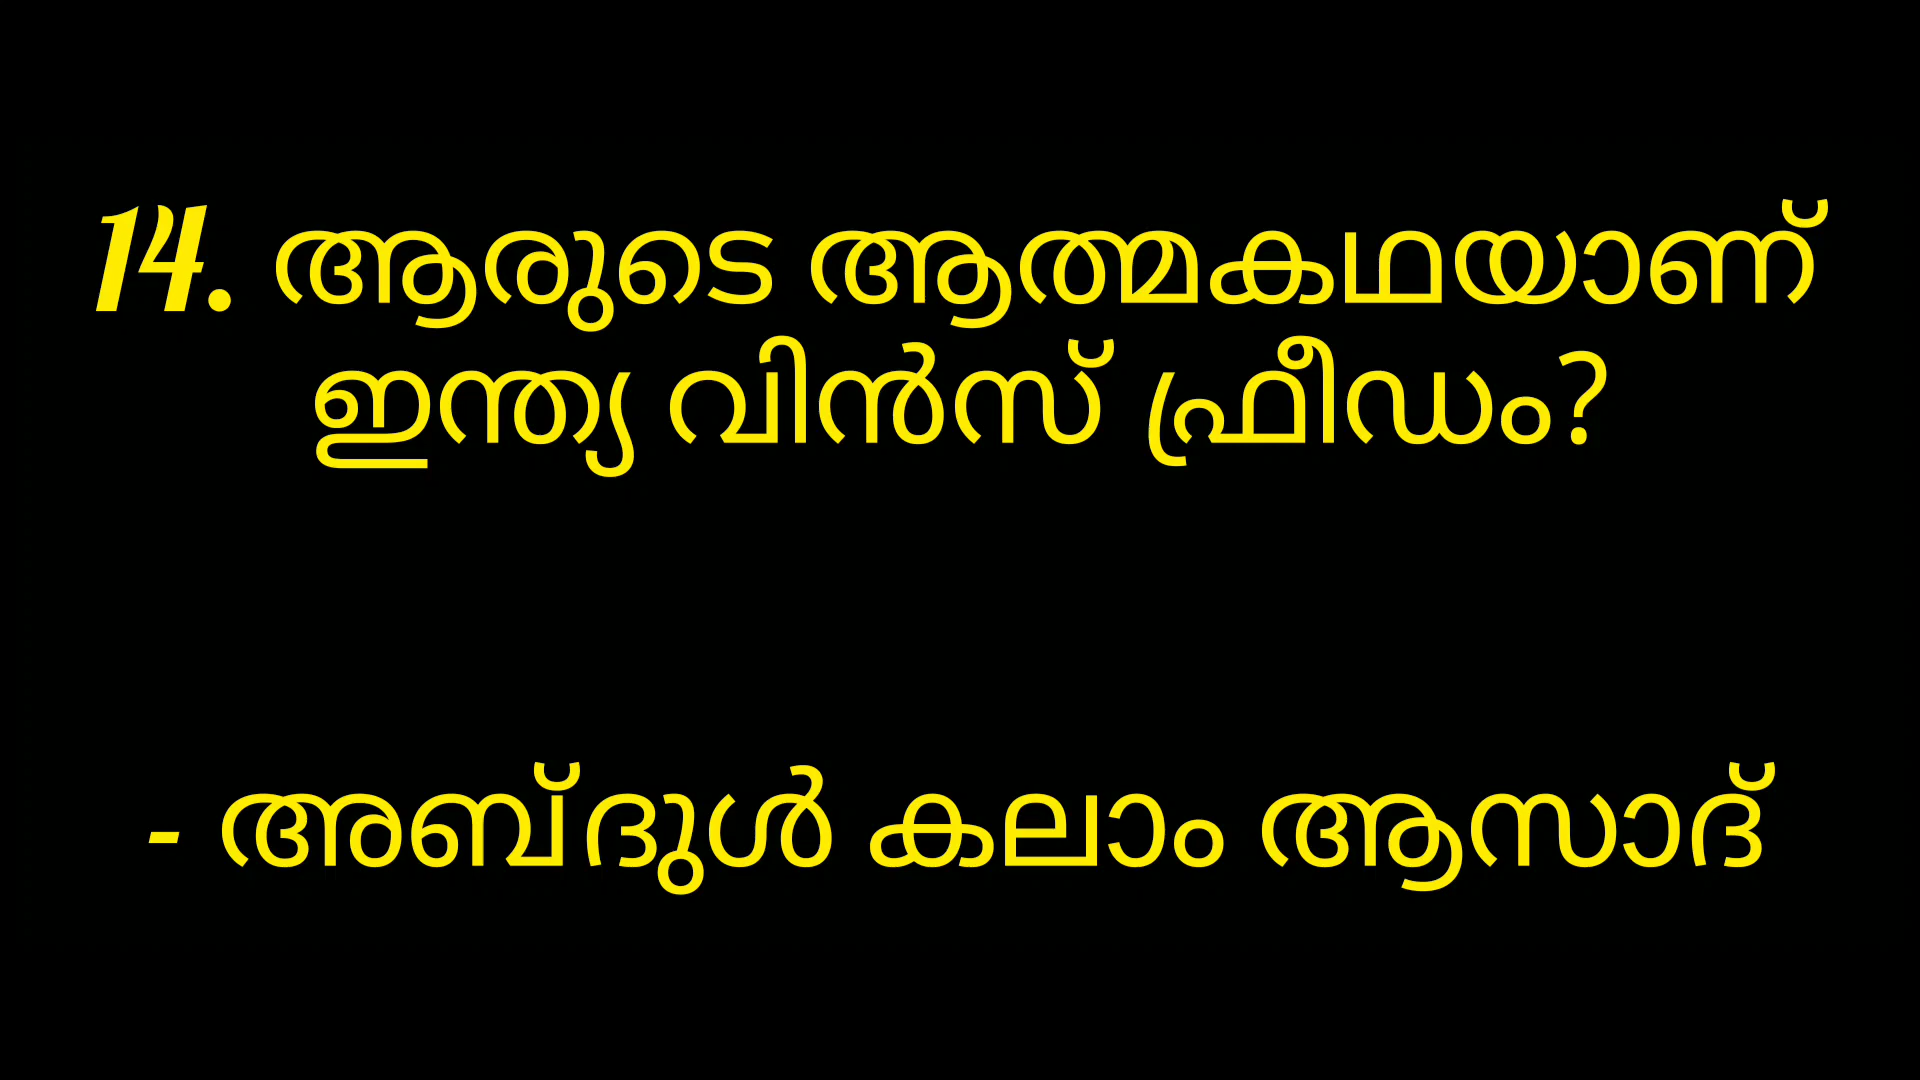 14. ആരുടെ ആത്മകഥയാണ്
ഇന്ത്യ വിൻസ് ഫ്രീഡം?
- അബ്ദുൾ കലാം ആസാദ്